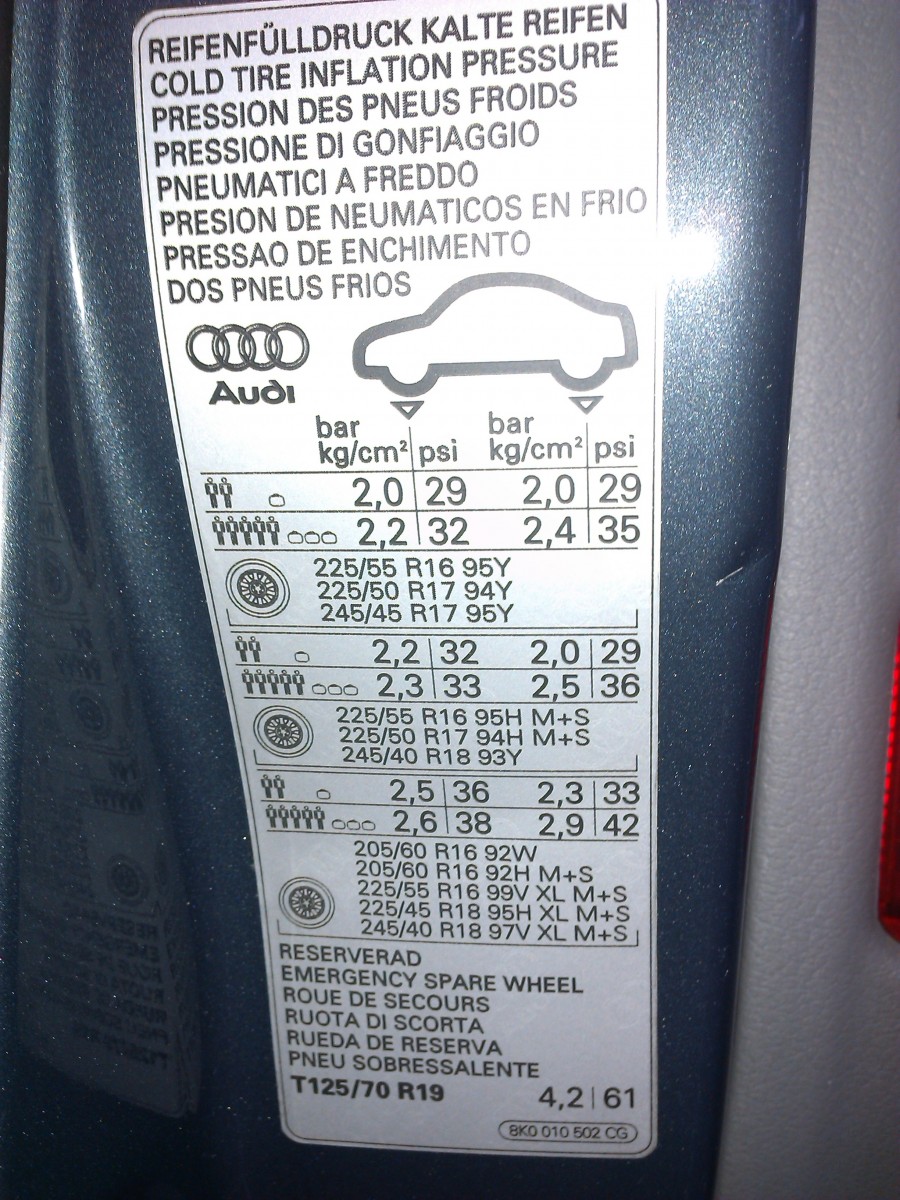 REIFENFÜLLDRUCK KALTE REIFEN
COLD TIRE INFLATION PRESSURE
PRESSION DES PNEUS FROIDS
PRESSIONE DI GONFIAGGIO
PNEUMATICI A FREDDO
PRESION DE NEUMATICOS EN FRIO
PRESSAO DE ENCHIMENTO
DOS PNEUS FRIOS
Audi
bar bar
kg/cm² psi kg/cm² psi
2,0 29 2,0 29
2,2 32 2,4 35
225/55 R16 95Y
225/50 R17 94Y
245/45 R17 95Y
2,2 32 2,0 29
2,3 33 2,5 36
225/55 R16 95H M+S
225/50 R17 94H M+S
245/40 R18 93Y
2,5 36 2,3 33
2,6 38 2,9 42
205/60 R16 92W
205/60 R16 92H M+S
225/55 R16 99V XL M+S
225/45 R18 95H XL M+S
245/40 R18 97V XL M+S
RESERVERAD
EMERGENCY SPARE WHEEL
ROUE DE SECOURS
RUOTA DI SCORTA
RUEDA DE RESERVA
PNEU SOBRESSALENTE
T125/70 R19 4,2 61
8K0 010 502 CG